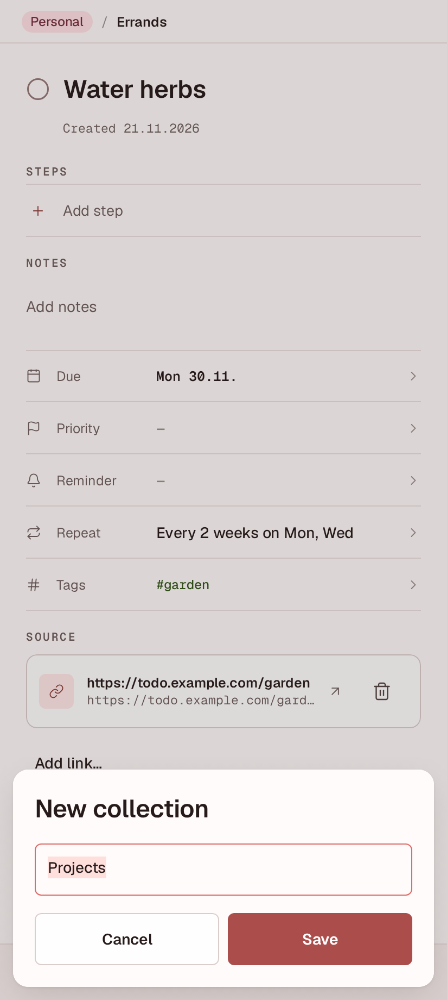 Personal / Errands
Water herbs
Created 21.11.2026
STEPS
+ Add step
NOTES
Add notes
Due Mon 30.11.
Priority –
Reminder –
Repeat Every 2 weeks on Mon, Wed
Tags #garden
SOURCE
https://todo.example.com/garden
https://todo.example.com/gard…
Add link…
New collection
Projects
Cancel Save